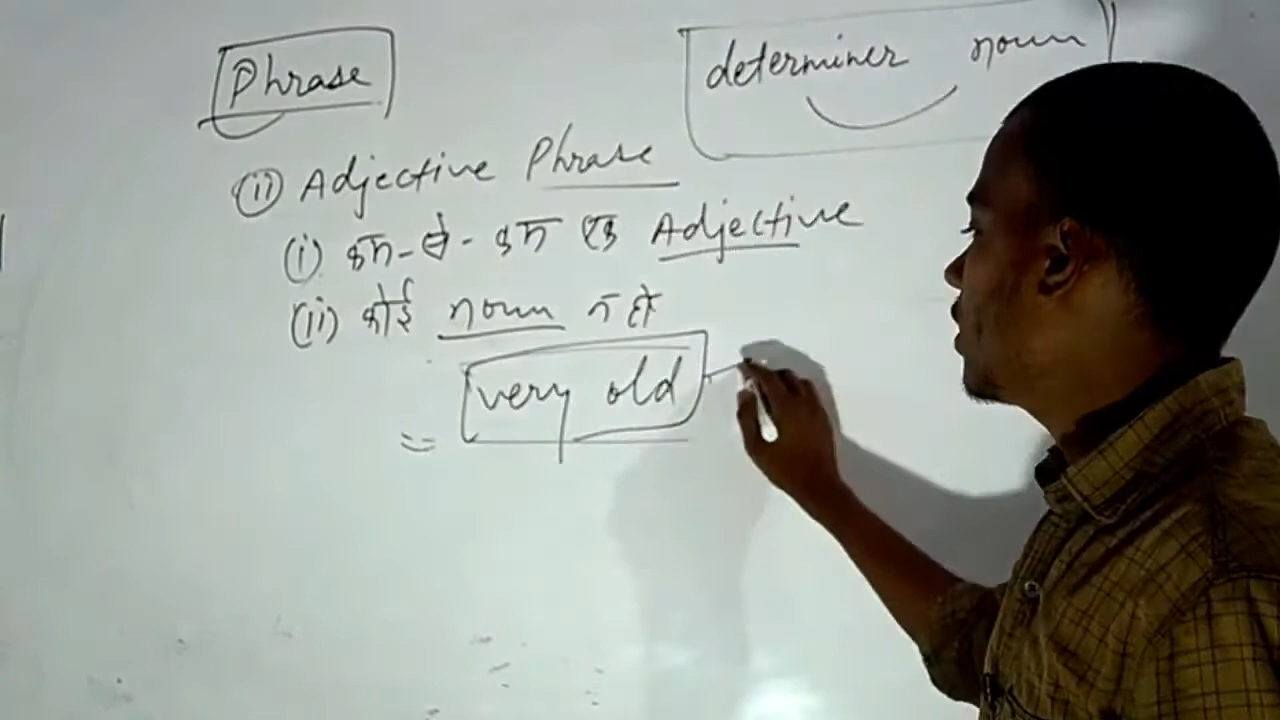 Phrase
determiner noun
(ii) Adjective Phrase
(i) कम-से-कम एक Adjective
(ii) कोई noun न हो
= very old